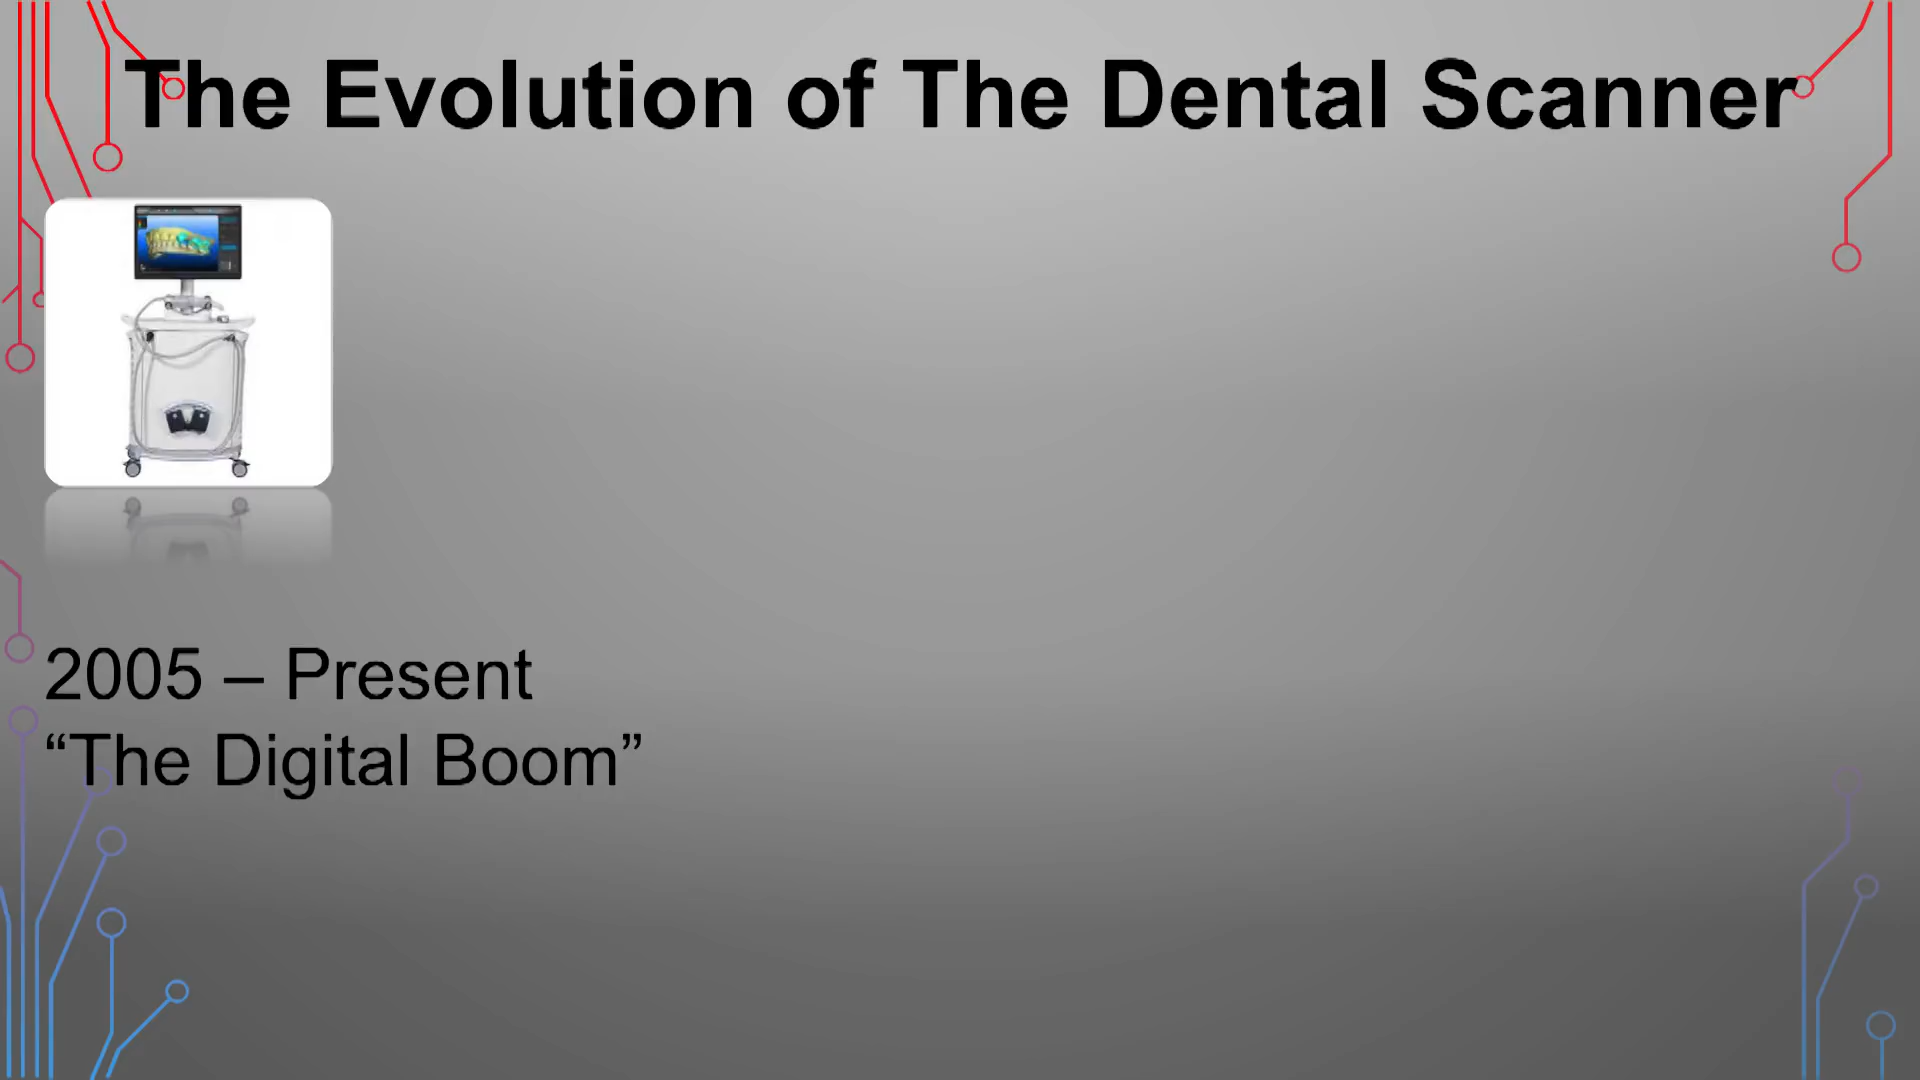 The Evolution of The Dental Scanner
2005 – Present
“The Digital Boom”